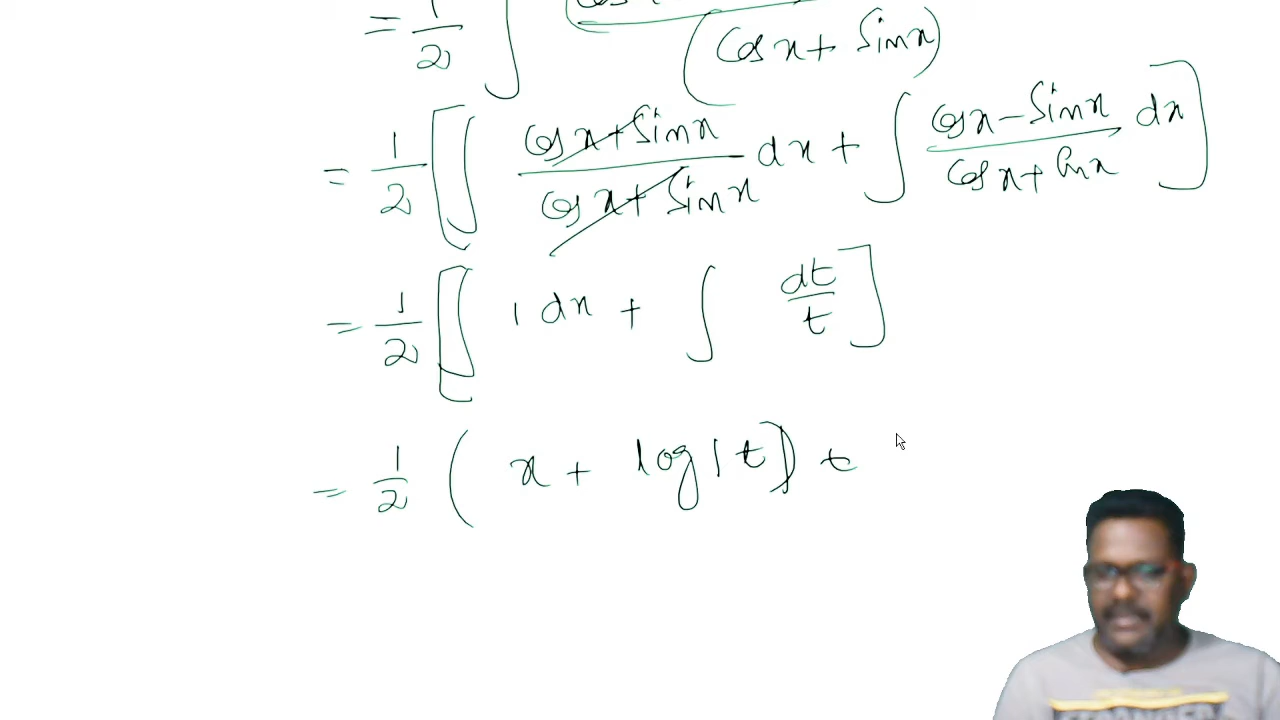 = 1/2 ∫
(cos x + sin x)
= 1/2 [∫ (cos x + sin x)/(cos x + sin x) dx + ∫ (cos x − sin x)/(cos x + sin x) dx]
= 1/2 [∫ 1 dx + ∫ dt/t]
= 1/2 ( x + log |t| ) +